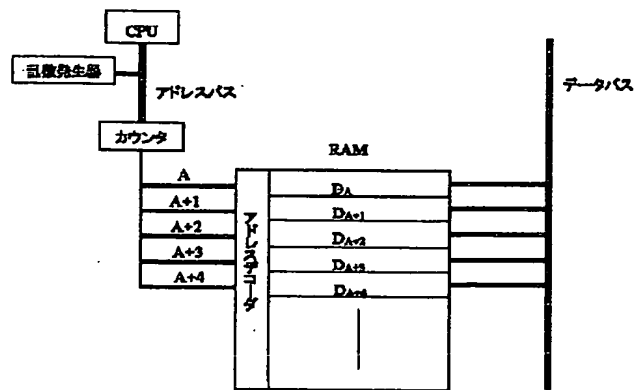 CPU
乱数発生器
アドレスバス
データバス
カウンタ
RAM
A
DA
A+1
DA+1
A+2
DA+2
A+3
DA+3
A+4
DA+4
アドレスデコーダ